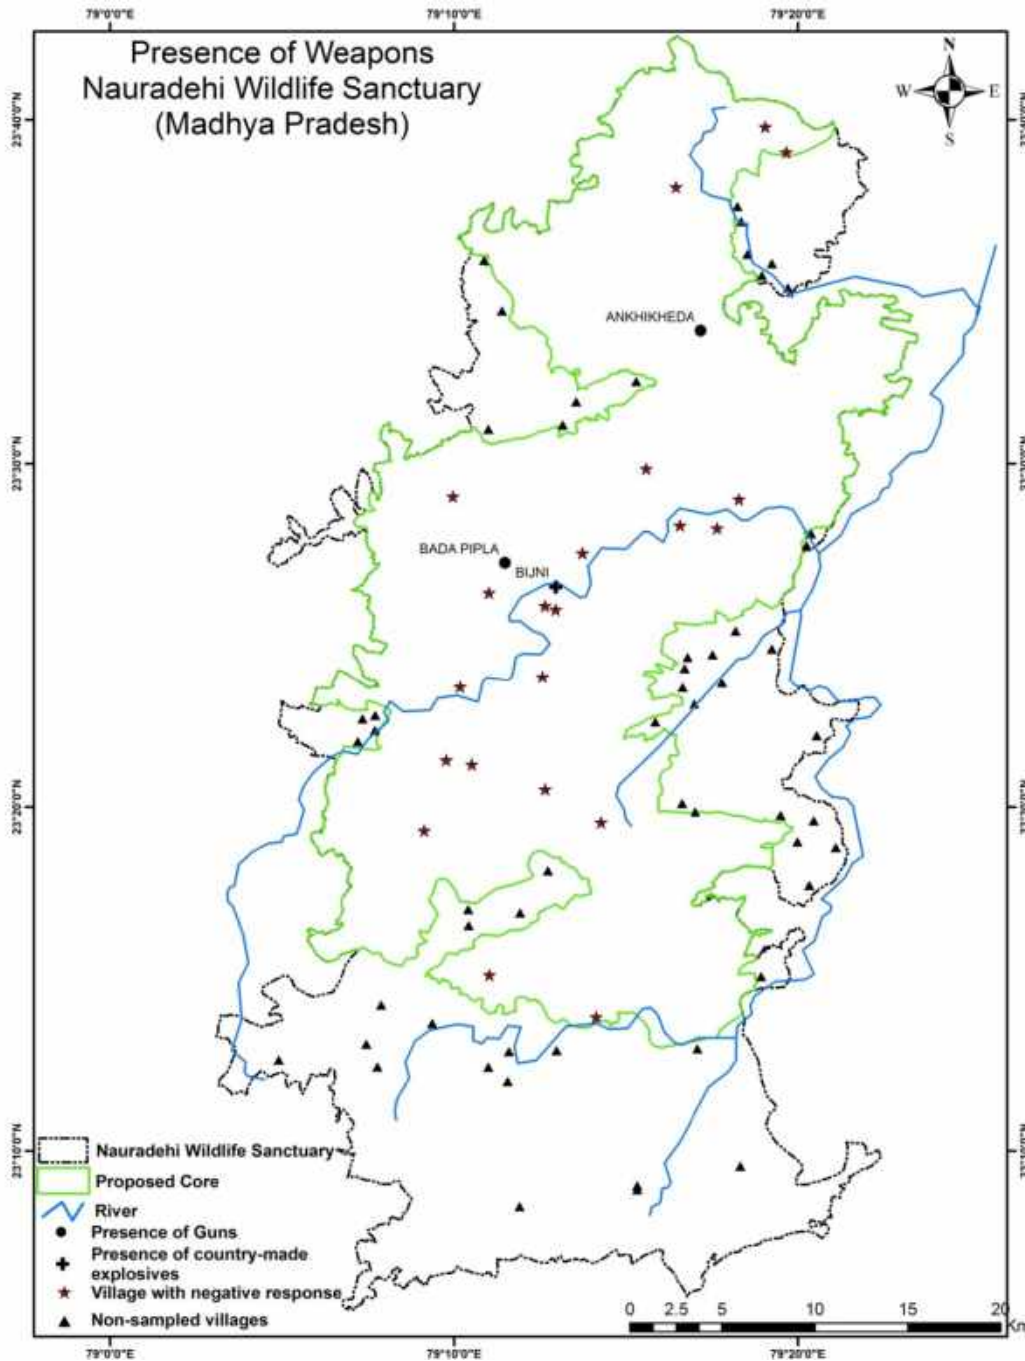 79°0'0"E 79°10'0"E 79°20'0"E
Presence of Weapons
Nauradehi Wildlife Sanctuary
(Madhya Pradesh)
N
W E
S
23°40'0"N
ANKHIKHEDA
23°30'0"N
BADA PIPLA
BIJNI
23°20'0"N
23°10'0"N
Nauradehi Wildlife Sanctuary
Proposed Core
River
Presence of Guns
Presence of country-made
explosives
Village with negative response
Non-sampled villages
0 2.5 5 10 15 20
Km
79°0'0"E 79°10'0"E 79°20'0"E